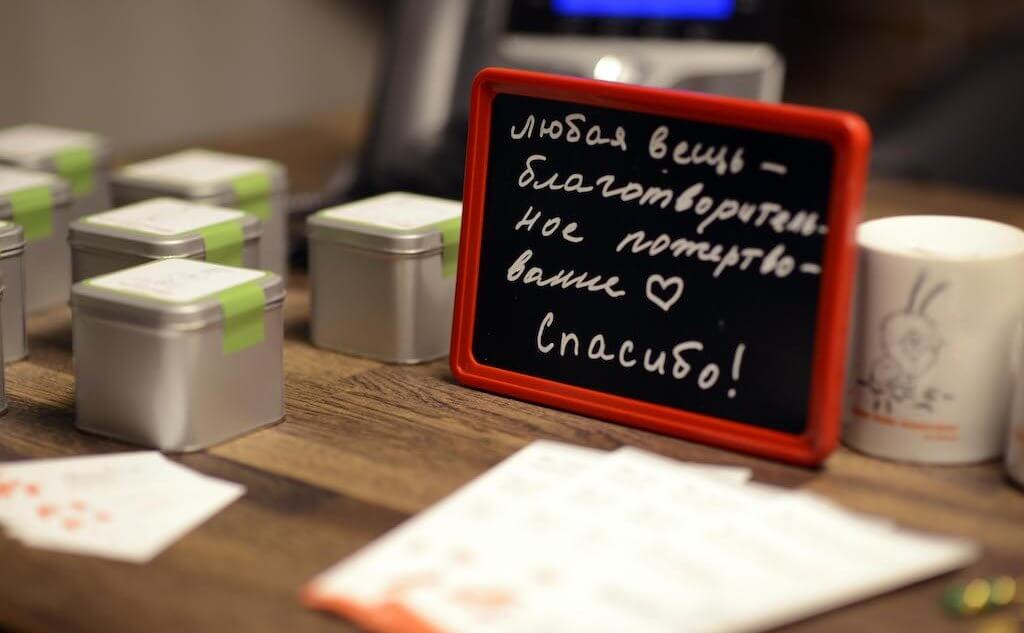 Любая вещь –
благотворитель-
ное пожертво-
вание ♡
Спасибо!